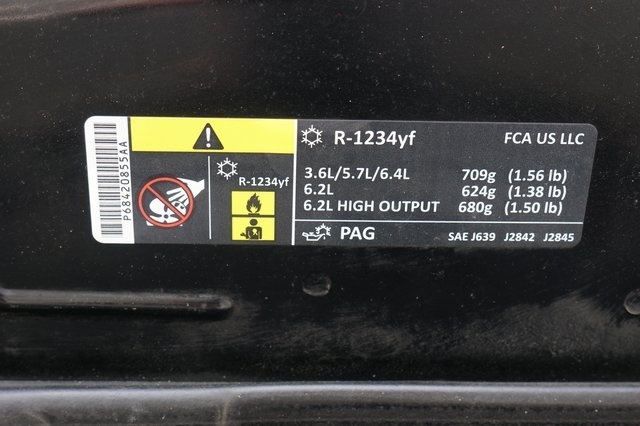 P68420855AA
R-1234yf
R-1234yf FCA US LLC
3.6L/5.7L/6.4L 709g (1.56 lb)
6.2L 624g (1.38 lb)
6.2L HIGH OUTPUT 680g (1.50 lb)
PAG SAE J639 J2842 J2845